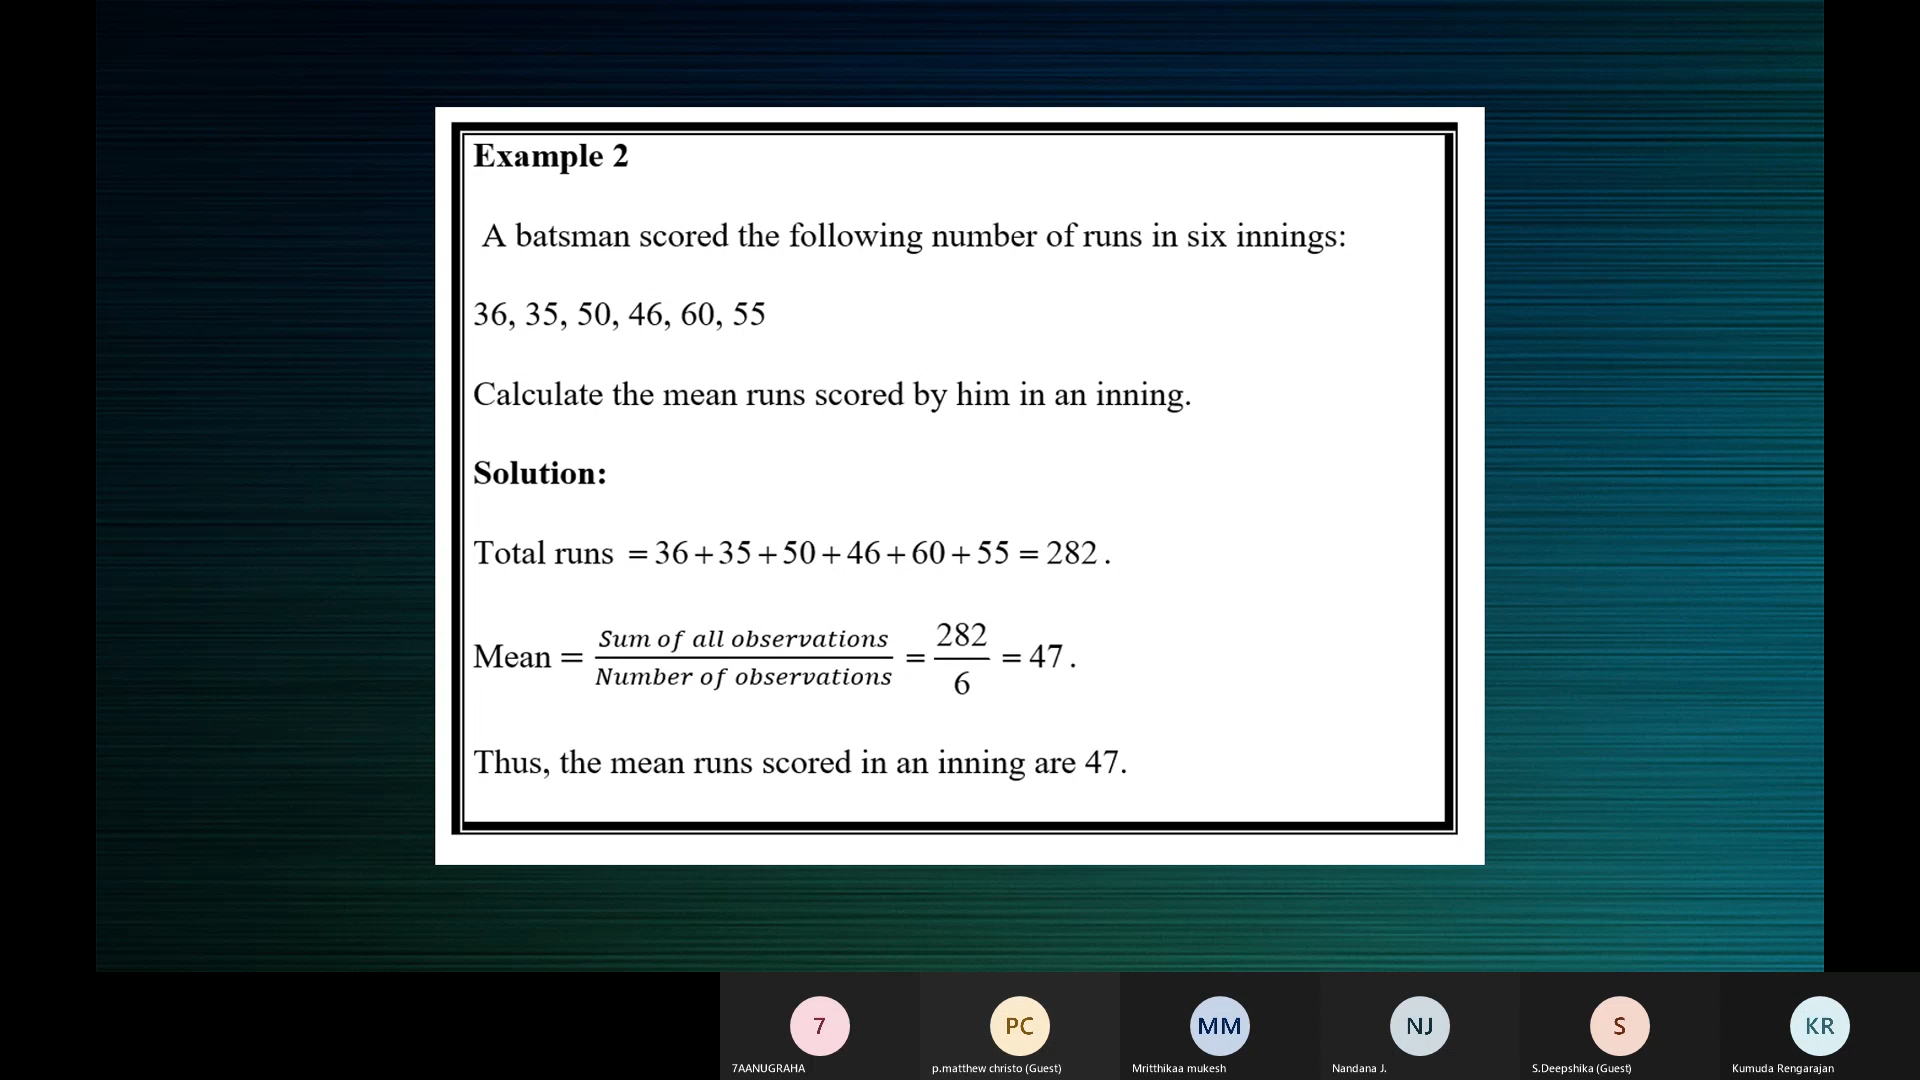 Example 2
A batsman scored the following number of runs in six innings:
36, 35, 50, 46, 60, 55
Calculate the mean runs scored by him in an inning.
Solution:
Total runs = 36 + 35 + 50 + 46 + 60 + 55 = 282 .
Mean = Sum of all observations / Number of observations = 282 / 6 = 47 .
Thus, the mean runs scored in an inning are 47.
7 PC MM NJ S KR
7AANUGRAHA p.matthew christo (Guest) Mritthikaa mukesh Nandana J. S.Deepshika (Guest) Kumuda Rengarajan